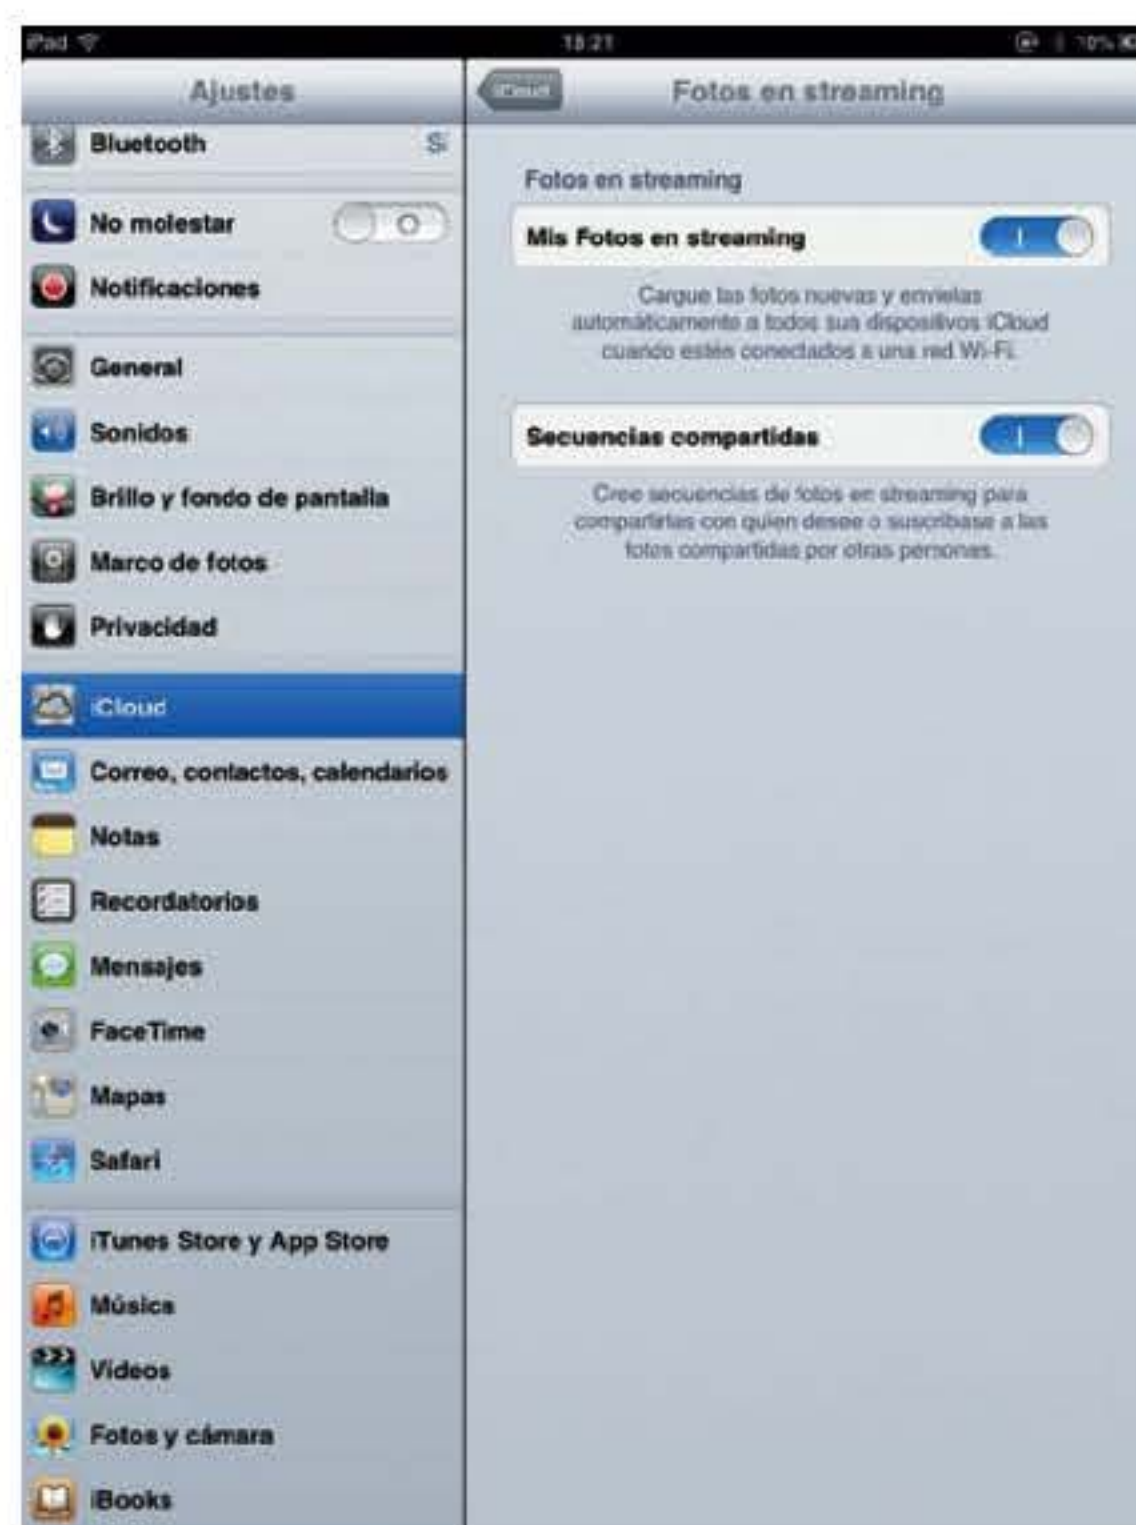 iPad 18:21 10%
Ajustes
Bluetooth Sí
No molestar
Notificaciones
General
Sonidos
Brillo y fondo de pantalla
Marco de fotos
Privacidad
iCloud
Correo, contactos, calendarios
Notas
Recordatorios
Mensajes
FaceTime
Mapas
Safari
iTunes Store y App Store
Música
Vídeos
Fotos y cámara
iBooks
iCloud Fotos en streaming
Fotos en streaming
Mis Fotos en streaming
Cargue las fotos nuevas y envíelas
automáticamente a todos sus dispositivos iCloud
cuando estén conectados a una red Wi-Fi.
Secuencias compartidas
Cree secuencias de fotos en streaming para
compartirlas con quien desee o suscríbase a las
fotos compartidas por otras personas.